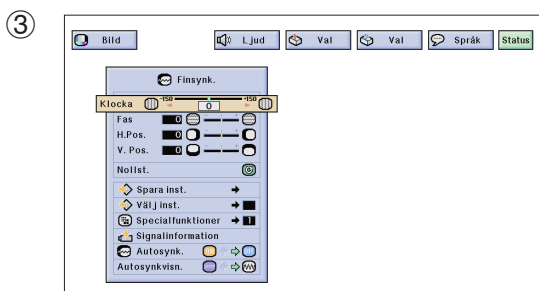 ③
Bild Ljud Val Val Språk Status
Finsynk.
Klocka -150 0 +150
Fas 0
H.Pos. 0
V. Pos. 0
Nollst.
Spara inst.
Välj inst.
Specialfunktioner 1
Signalinformation
Autosynk.
Autosynkvisn.